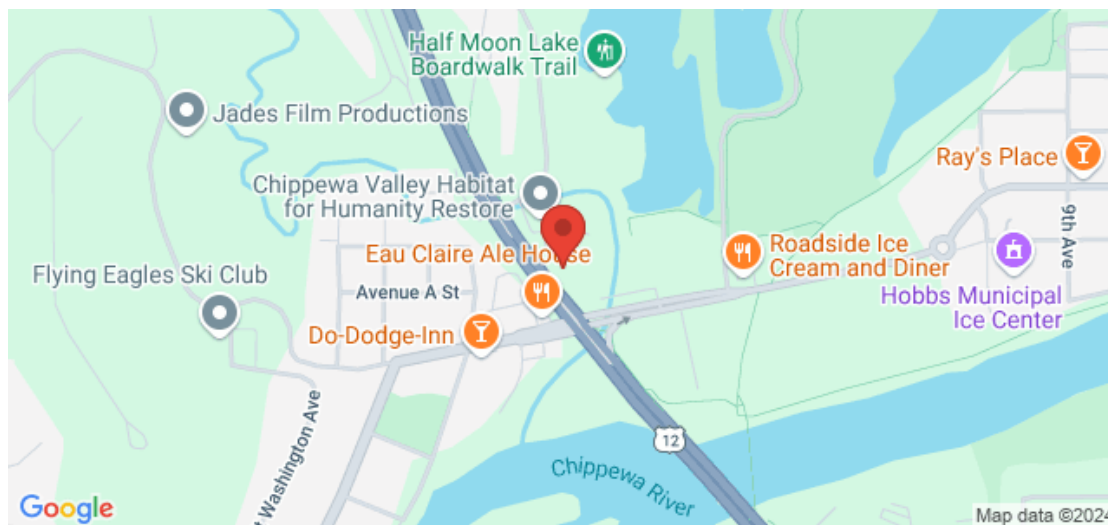 Half Moon Lake
Boardwalk Trail
Jades Film Productions
Ray's Place
Chippewa Valley Habitat
for Humanity Restore
9th Ave
Eau Claire Ale House
Roadside Ice
Cream and Diner
Flying Eagles Ski Club
Avenue A St
Hobbs Municipal
Ice Center
Do-Dodge-Inn
Washington Ave
12
Chippewa River
Google
Map data ©2024